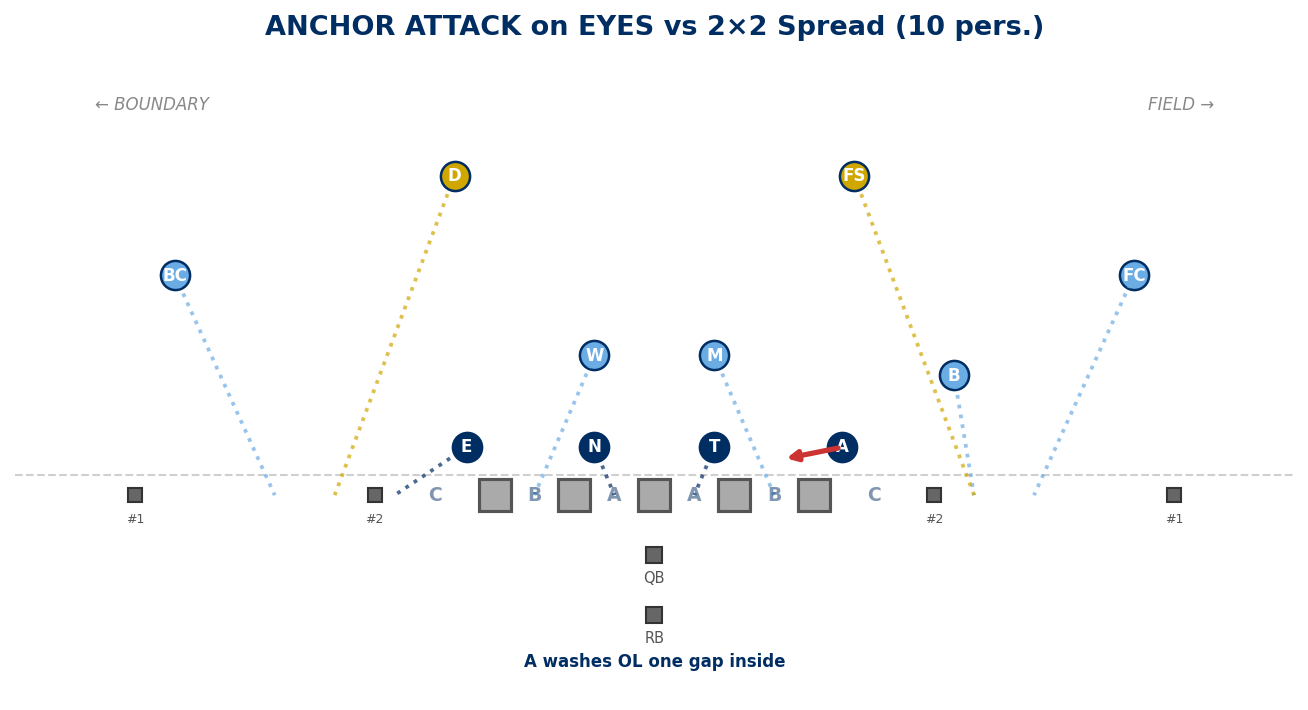 ANCHOR ATTACK on EYES vs 2×2 Spread (10 pers.)
← BOUNDARY
FIELD →
D
FS
BC
FC
W
M
B
E
N
T
A
C
B
A
A
B
C
#1
#2
#2
#1
QB
RB
A washes OL one gap inside